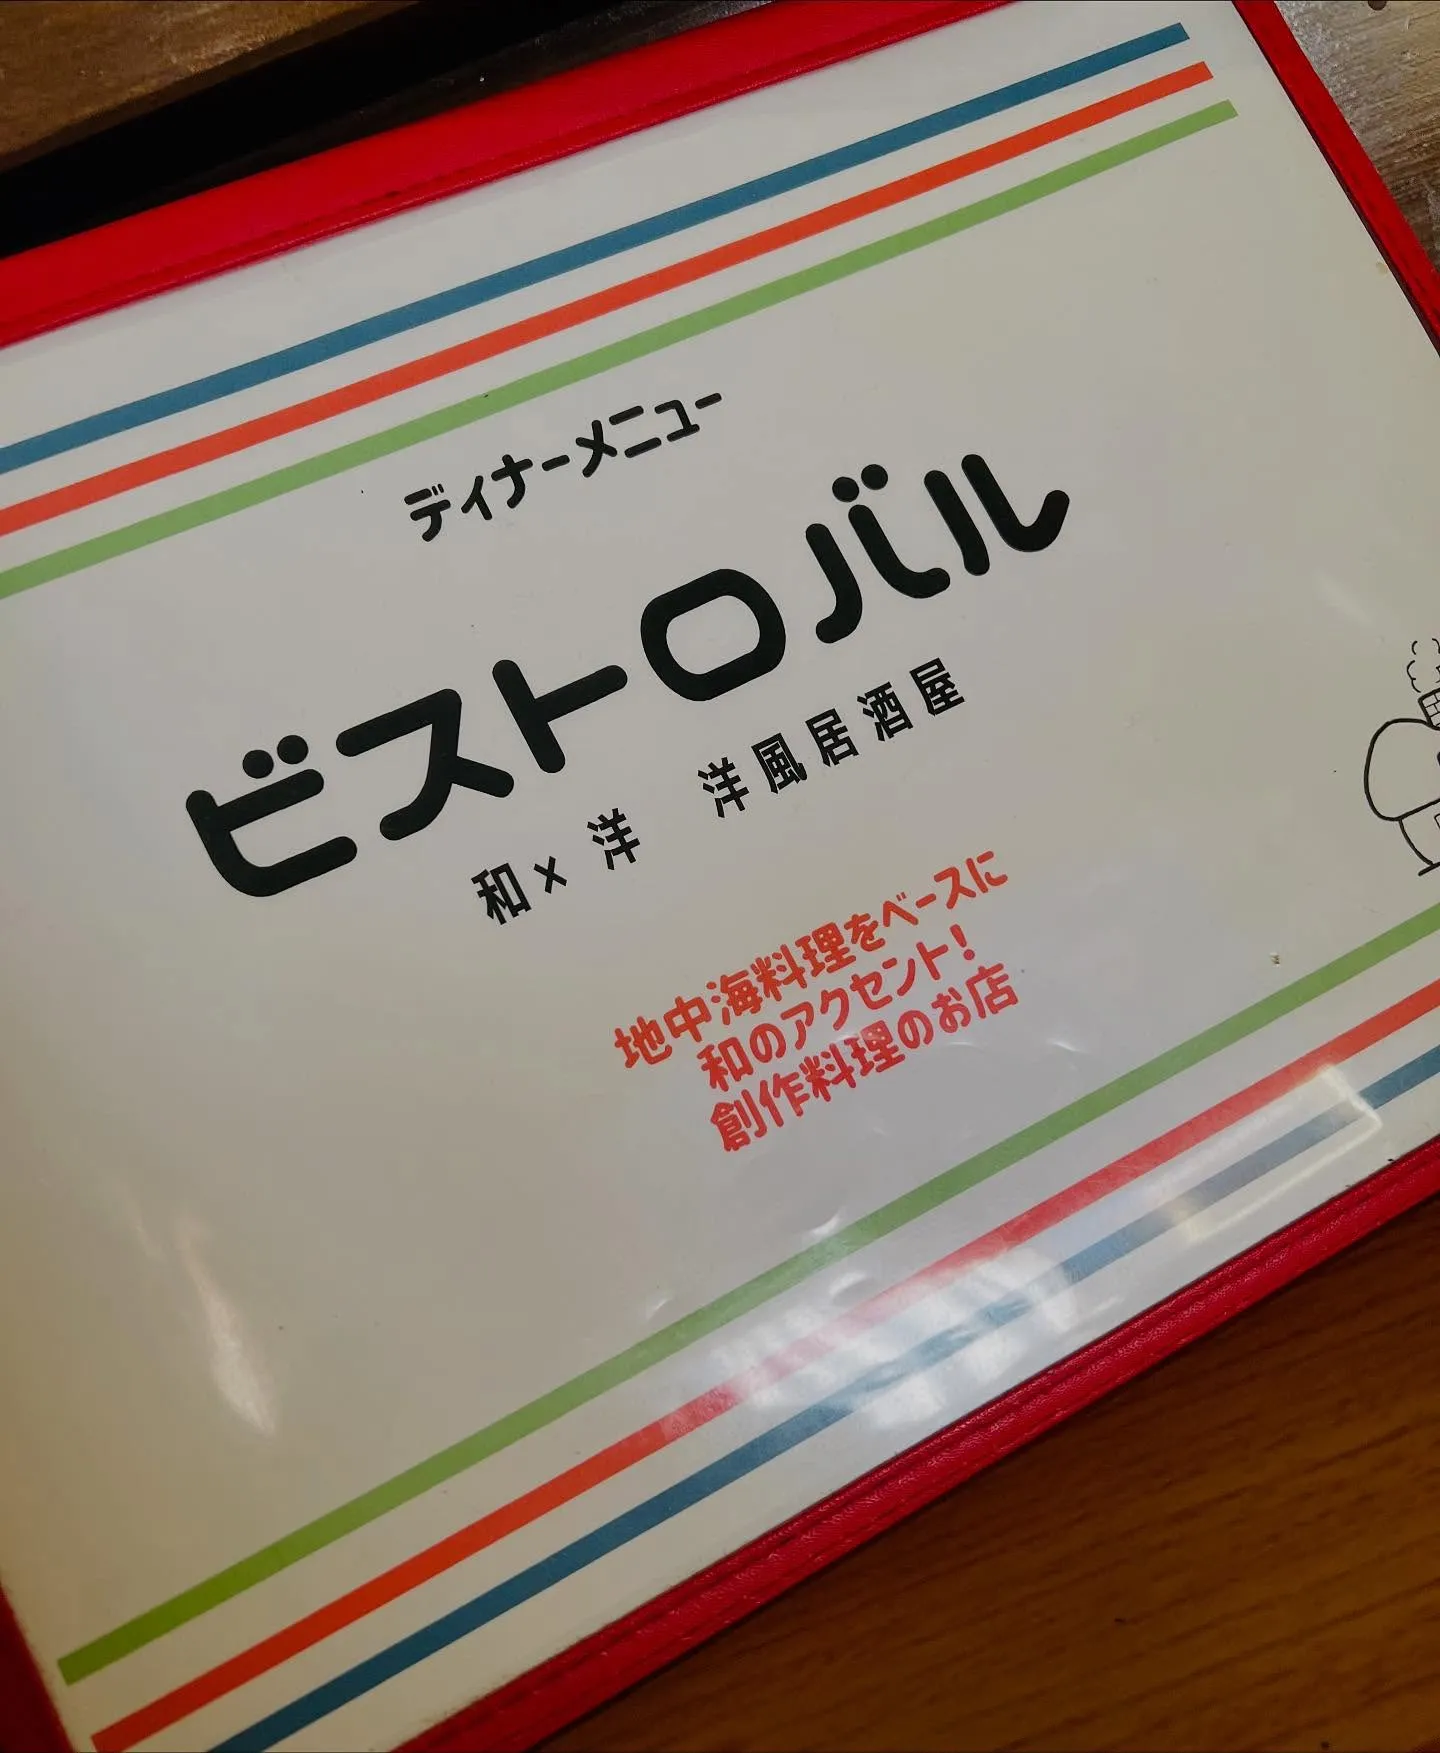 ディナーメニュー
ビストロバル
和×洋　洋風居酒屋
地中海料理をベースに
和のアクセント!
創作料理のお店